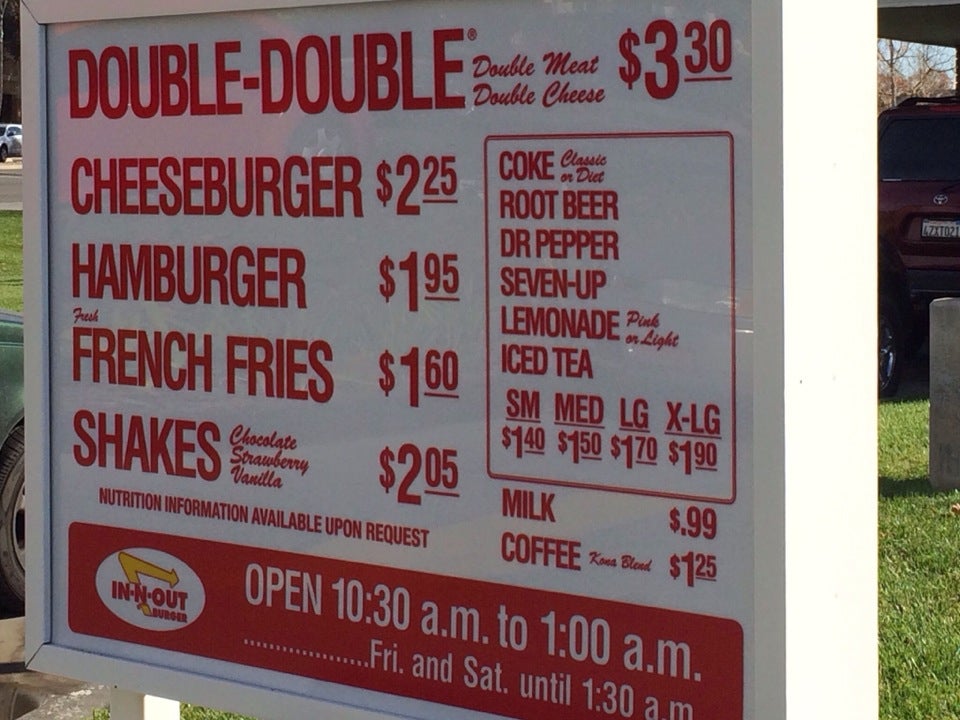 DOUBLE-DOUBLE® Double Meat Double Cheese $3.30
CHEESEBURGER $2.25
HAMBURGER $1.95
Fresh
FRENCH FRIES $1.60
SHAKES Chocolate Strawberry Vanilla $2.05
NUTRITION INFORMATION AVAILABLE UPON REQUEST
COKE Classic or Diet
ROOT BEER
DR PEPPER
SEVEN-UP
LEMONADE Pink or Light
ICED TEA
SM MED LG X-LG
$1.40 $1.50 $1.70 $1.90
MILK $.99
COFFEE Kona Blend $1.25
IN-N-OUT
BURGER
OPEN 10:30 a.m. to 1:00 a.m.
....................Fri. and Sat. until 1:30 a.m.
4ZXT021